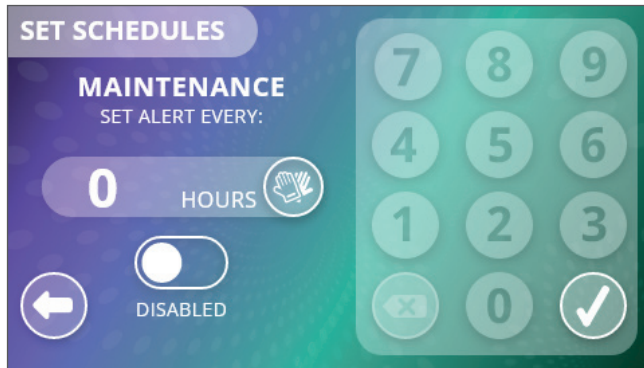 SET SCHEDULES
MAINTENANCE
SET ALERT EVERY:
0 HOURS
DISABLED
7 8 9
4 5 6
1 2 3
0